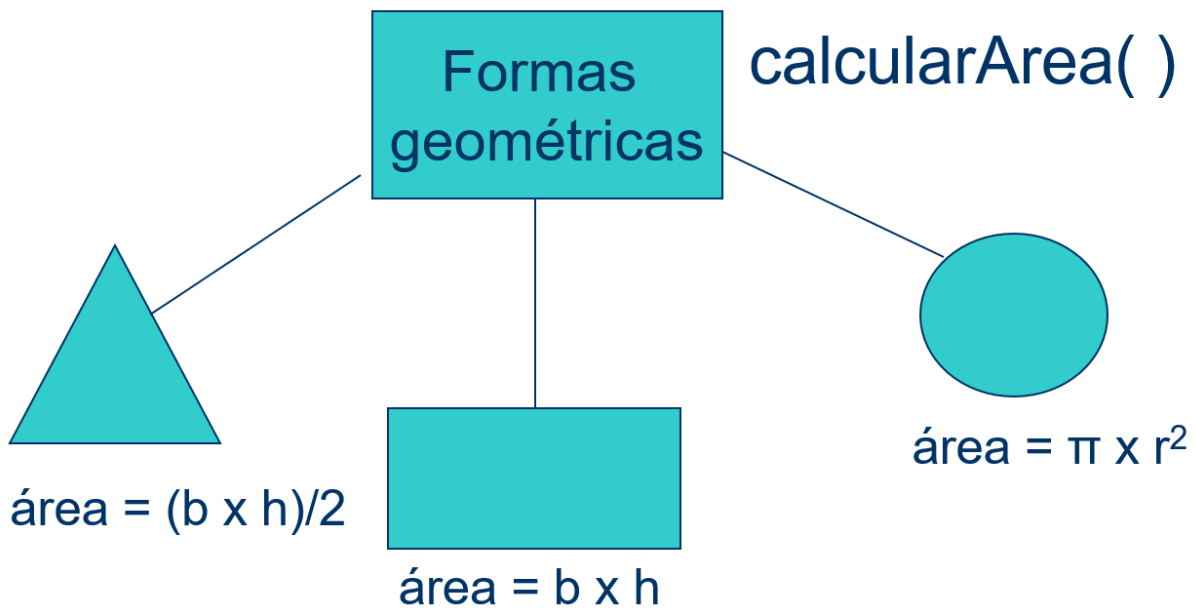 Formas
geométricas
calcularArea( )
área = (b x h)/2
área = b x h
área = π x r²